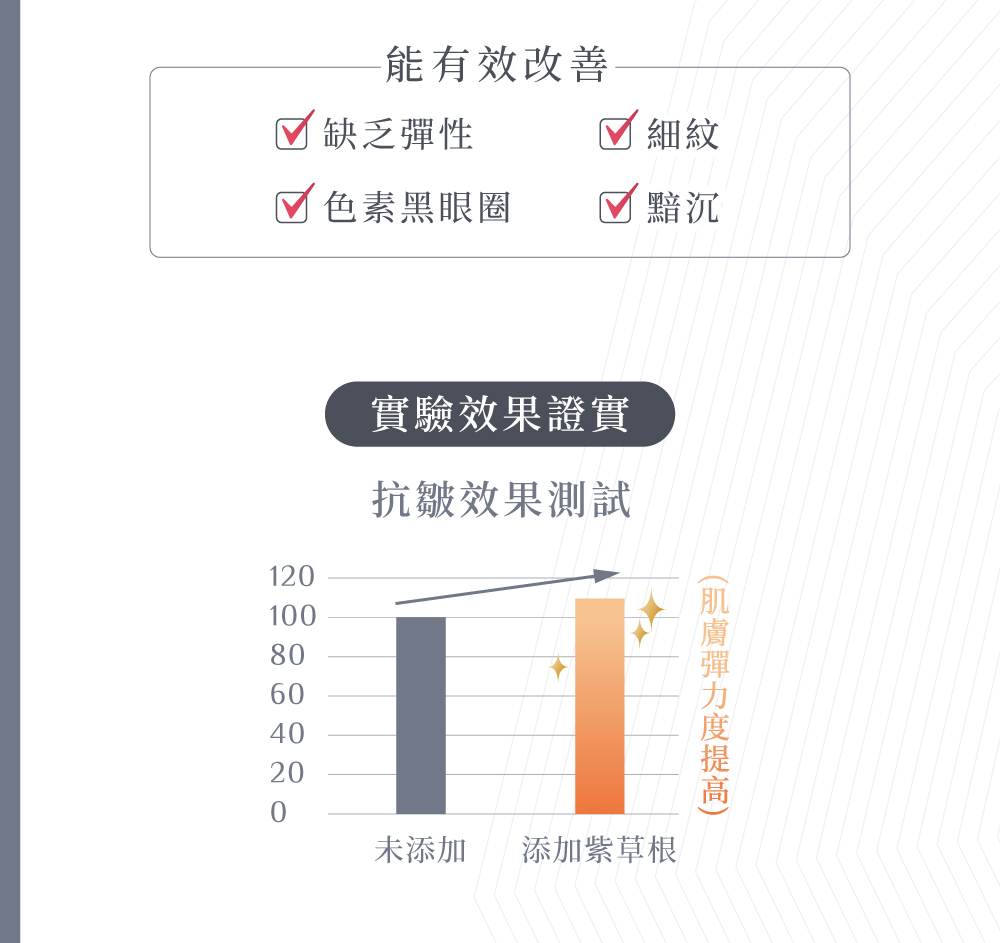 能有效改善
缺乏彈性
細紋
色素黑眼圈
黯沉
實驗效果證實
抗皺效果測試
120
100
80
60
40
20
0
(肌膚彈力度提高)
未添加
添加紫草根